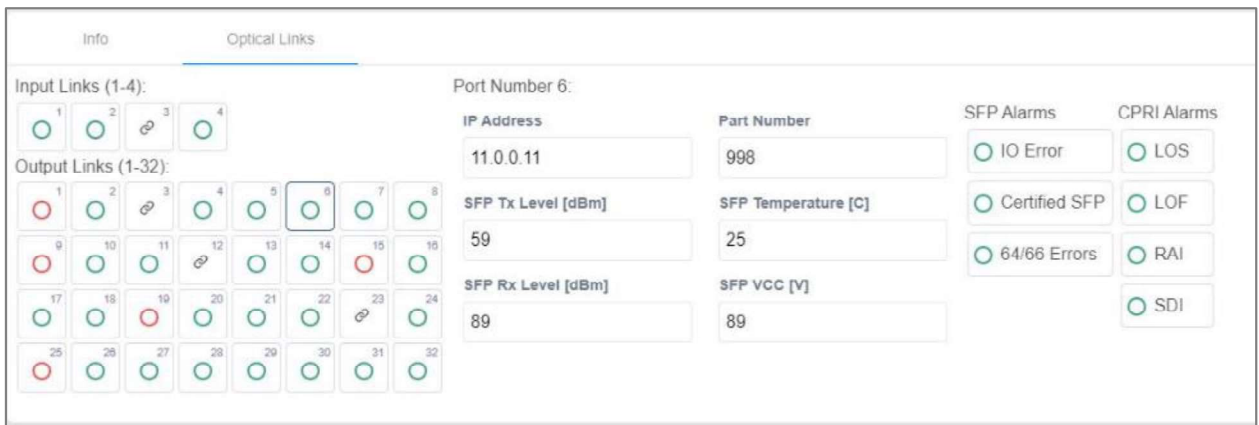 Info Optical Links
Input Links (1-4):
1 2 3 4
Output Links (1-32):
1 2 3 4 5 6 7 8
9 10 11 12 13 14 15 16
17 18 19 20 21 22 23 24
25 26 27 28 29 30 31 32
Port Number 6:
IP Address Part Number
11.0.0.11 998
SFP Tx Level [dBm] SFP Temperature [C]
59 25
SFP Rx Level [dBm] SFP VCC [V]
89 89
SFP Alarms CPRI Alarms
IO Error LOS
Certified SFP LOF
64/66 Errors RAI
SDI